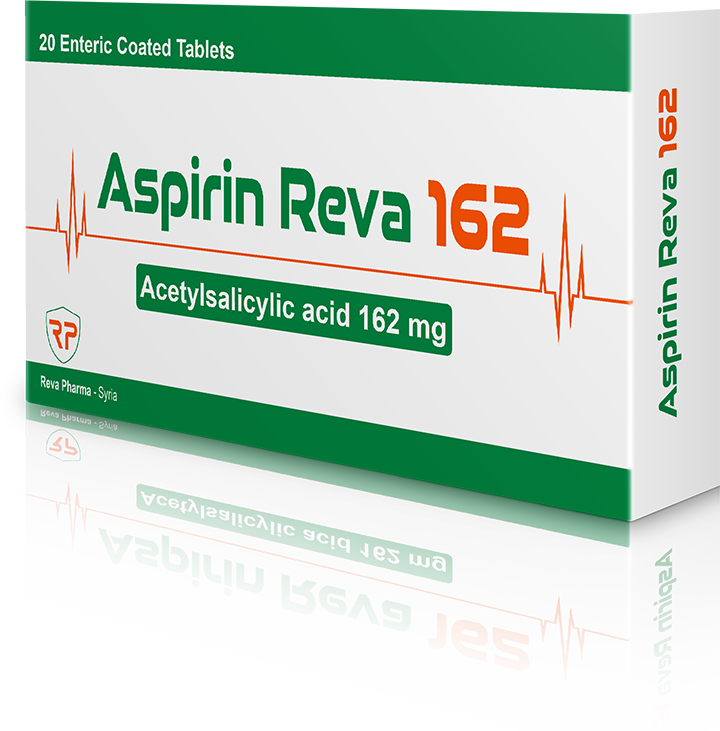 20 Enteric Coated Tablets
Aspirin Reva 162
Acetylsalicylic acid 162 mg
RP
Reva Pharma - Syria
Aspirin Reva 162